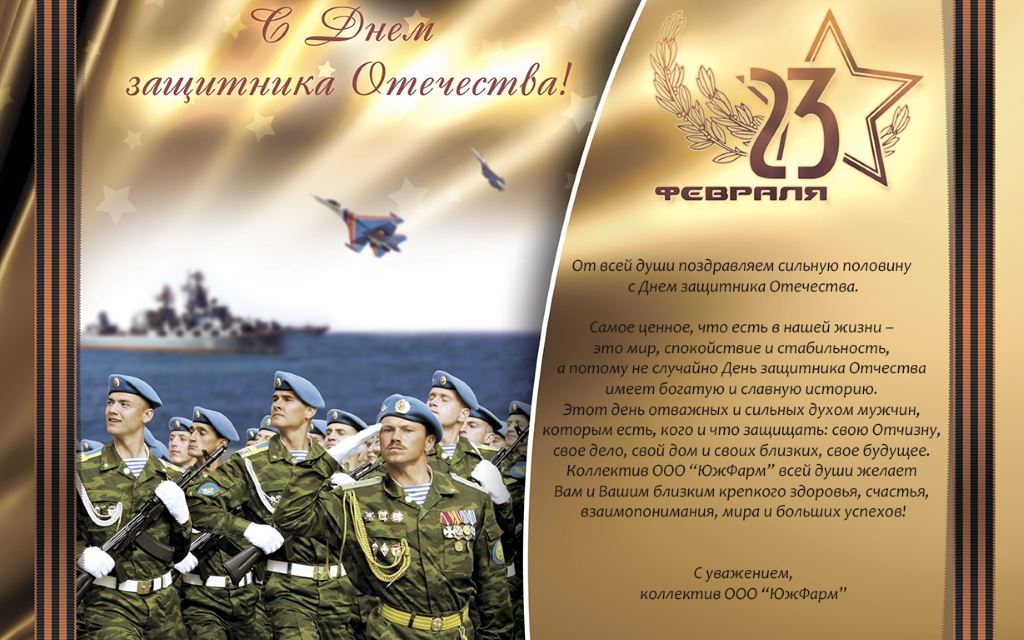 С Днем
защитника Отечества!
23
ФЕВРАЛЯ
От всей души поздравляем сильную половину
с Днем защитника Отечества.
Самое ценное, что есть в нашей жизни –
это мир, спокойствие и стабильность,
а потому не случайно День защитника Отчества
имеет богатую и славную историю.
Этот день отважных и сильных духом мужчин,
которым есть, кого и что защищать: свою Отчизну,
свое дело, свой дом и своих близких, свое будущее.
Коллектив ООО “ЮжФарм” всей души желает
Вам и Вашим близким крепкого здоровья, счастья,
взаимопонимания, мира и больших успехов!
С уважением,
коллектив ООО “ЮжФарм”